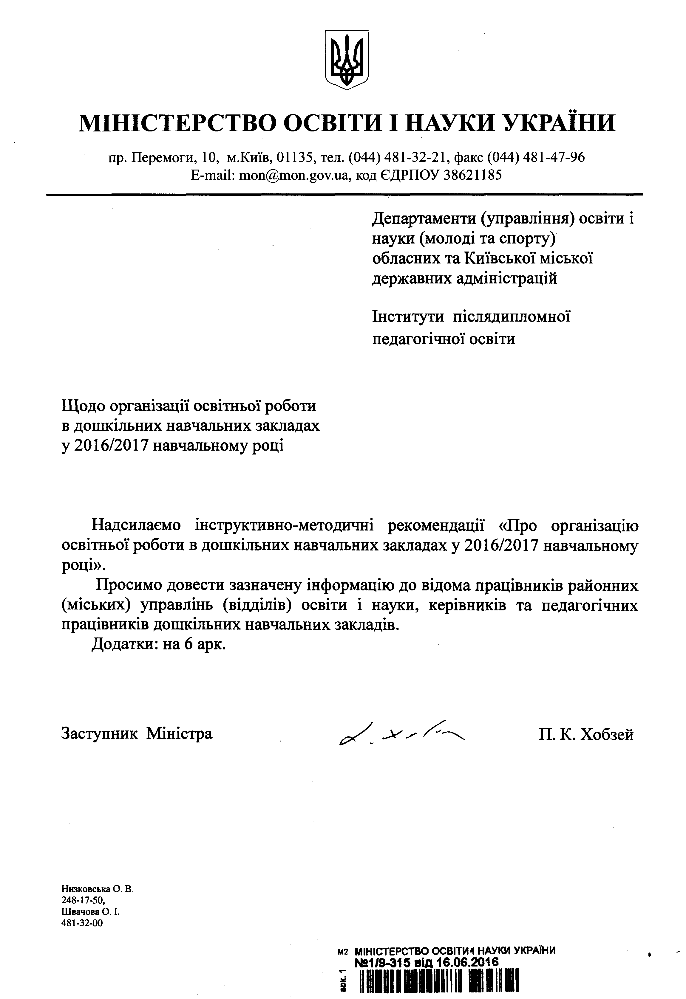 МІНІСТЕРСТВО ОСВІТИ І НАУКИ УКРАЇНИ
пр. Перемоги, 10, м.Київ, 01135, тел. (044) 481-32-21, факс (044) 481-47-96
E-mail: mon@mon.gov.ua, код ЄДРПОУ 38621185
Департаменти (управління) освіти і
науки (молоді та спорту)
обласних та Київської міської
державних адміністрацій
Інститути післядипломної
педагогічної освіти
Щодо організації освітньої роботи
в дошкільних навчальних закладах
у 2016/2017 навчальному році
Надсилаємо інструктивно-методичні рекомендації «Про організацію
освітньої роботи в дошкільних навчальних закладах у 2016/2017 навчальному
році».
Просимо довести зазначену інформацію до відома працівників районних
(міських) управлінь (відділів) освіти і науки, керівників та педагогічних
працівників дошкільних навчальних закладів.
Додатки: на 6 арк.
Заступник Міністра П. К. Хобзей
Низковська О. В.
248-17-50,
Швачова О. І.
481-32-00
М2 МІНІСТЕРСТВО ОСВІТИ І НАУКИ УКРАЇНИ
№1/9-315 від 16.06.2016
арк. 1